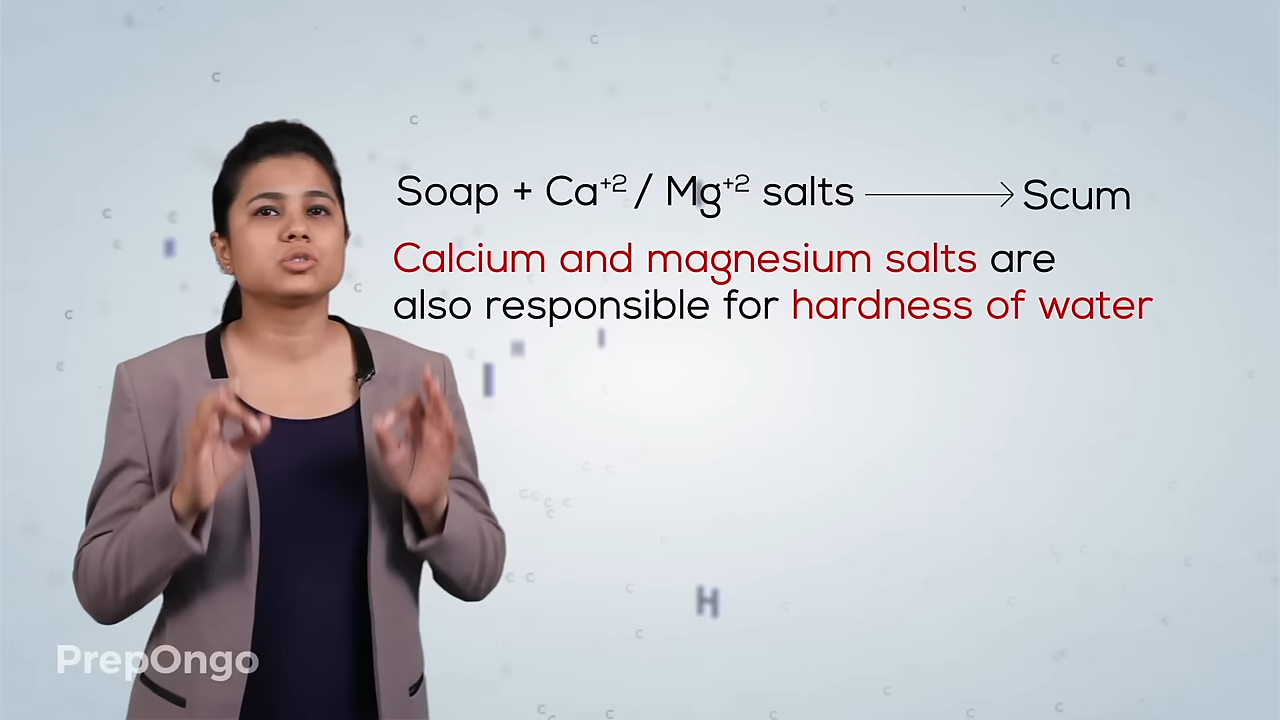 Soap + Ca⁺² / Mg⁺² salts ⟶ Scum
Calcium and magnesium salts are
also responsible for hardness of water
PrepOngo